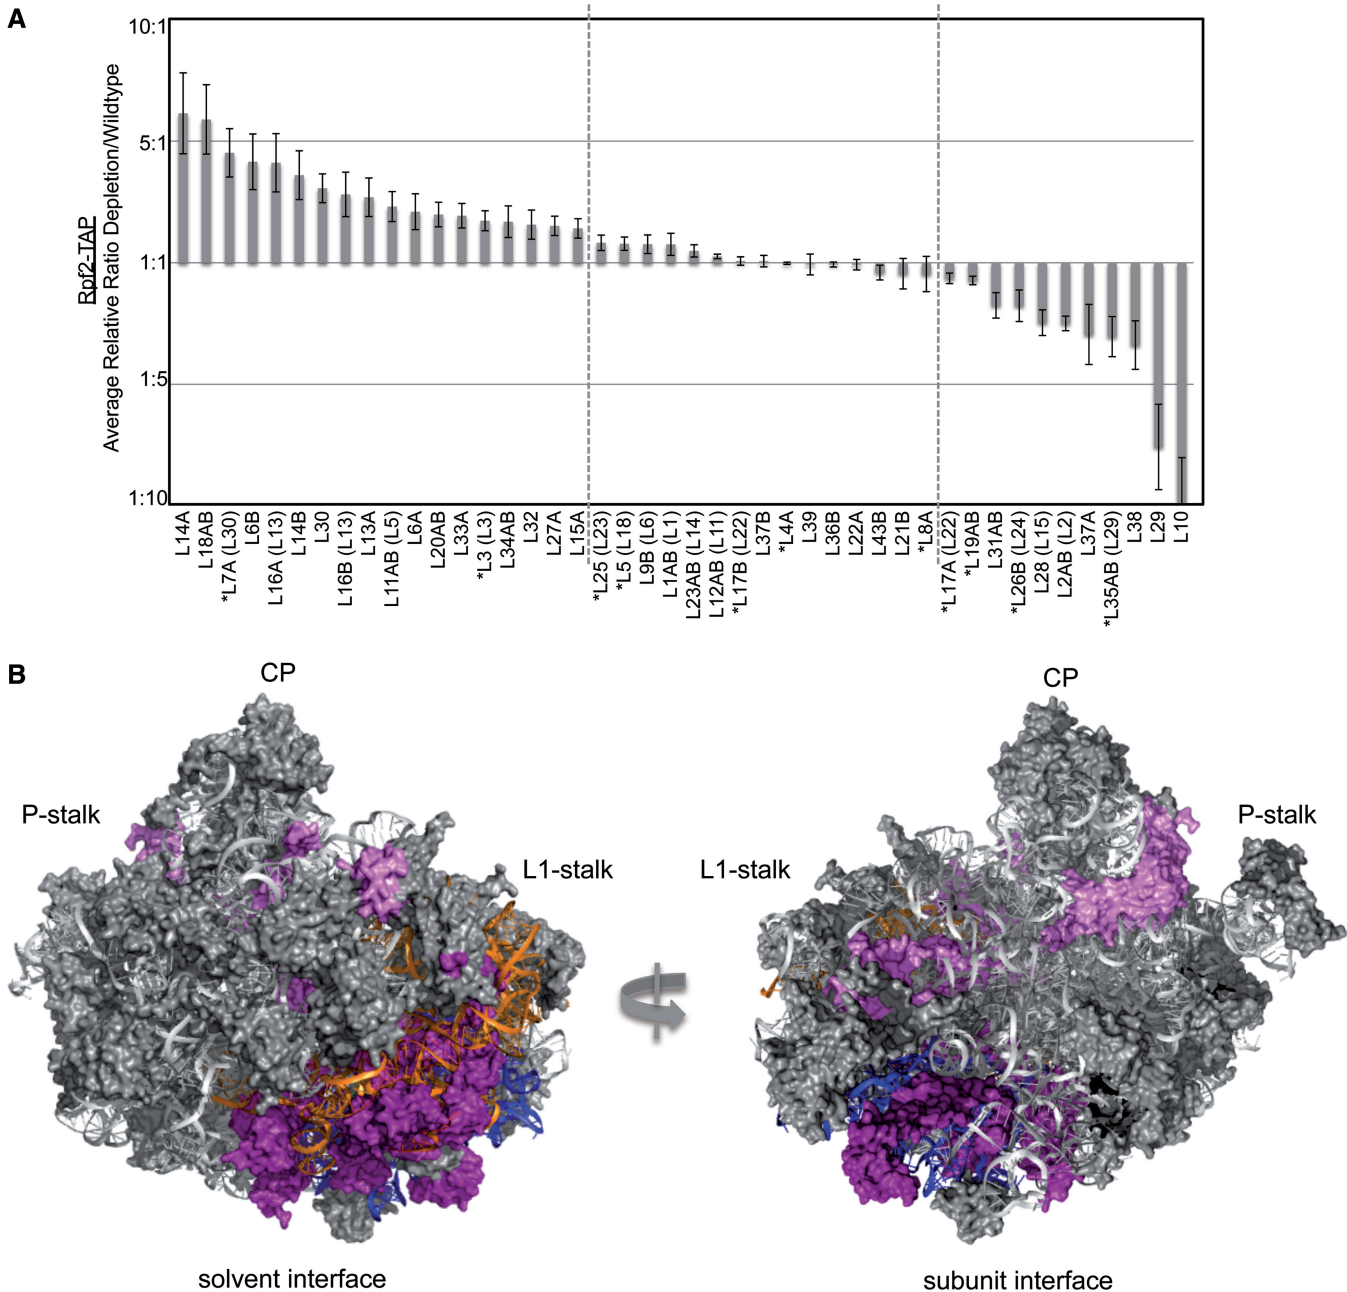 A
10:1
5:1
1:1
1:5
1:10
Rpf2-TAP
Average Relative Ratio Depletion/Wildtype
L14A
L18AB
*L7A (L30)
L6B
L16A (L13)
L14B
L30
L16B (L13)
L13A
L11AB (L5)
L6A
L20AB
L33A
*L3 (L3)
L34AB
L32
L27A
L15A
*L25 (L23)
*L5 (L18)
L9B (L6)
L1AB (L1)
L23AB (L14)
L12AB (L11)
*L17B (L22)
L37B
*L4A
L39
L36B
L22A
L43B
L21B
*L8A
*L17A (L22)
*L19AB
L31AB
*L26B (L24)
L28 (L15)
L2AB (L2)
L37A
*L35AB (L29)
L38
L29
L10
B
CP
P-stalk
L1-stalk
solvent interface
CP
P-stalk
L1-stalk
subunit interface